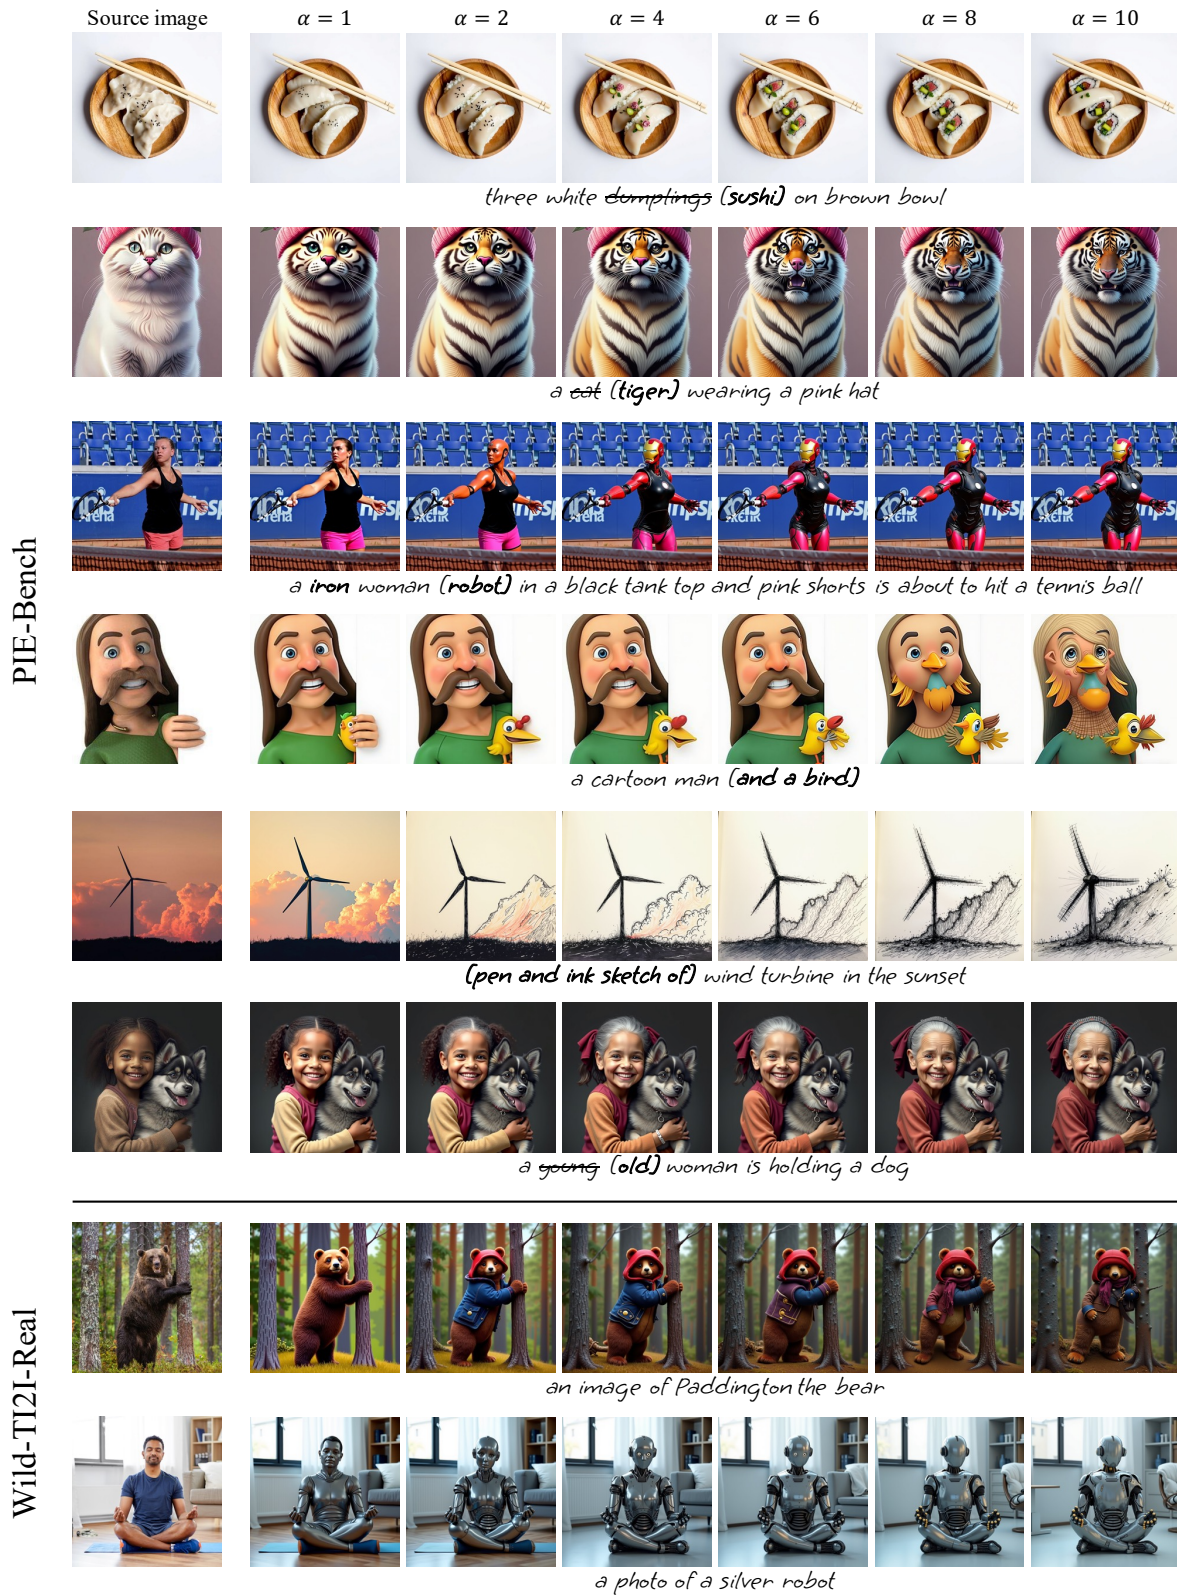 Source image α = 1 α = 2 α = 4 α = 6 α = 8 α = 10
PIE-Bench
three white dumplings [sushi] on brown bowl
a cat [tiger] wearing a pink hat
a iron woman [robot] in a black tank top and pink shorts is about to hit a tennis ball
a cartoon man [and a bird]
[pen and ink sketch of] wind turbine in the sunset
a young [old] woman is holding a dog
Wild-TI2I-Real
an image of Paddington the bear
a photo of a silver robot